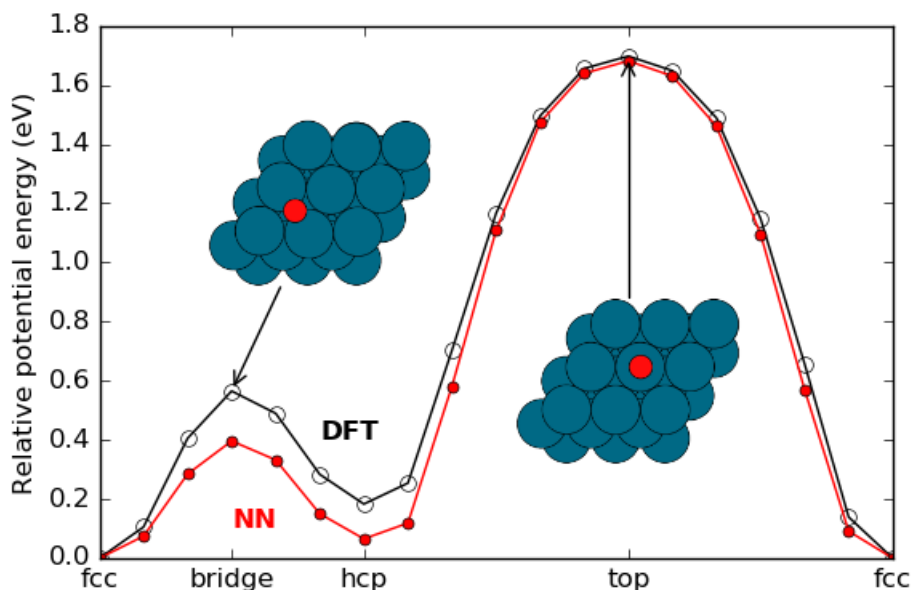 Relative potential energy (eV)
1.8
1.6
1.4
1.2
1.0
0.8
0.6
0.4
0.2
0.0
DFT
NN
fcc bridge hcp top fcc